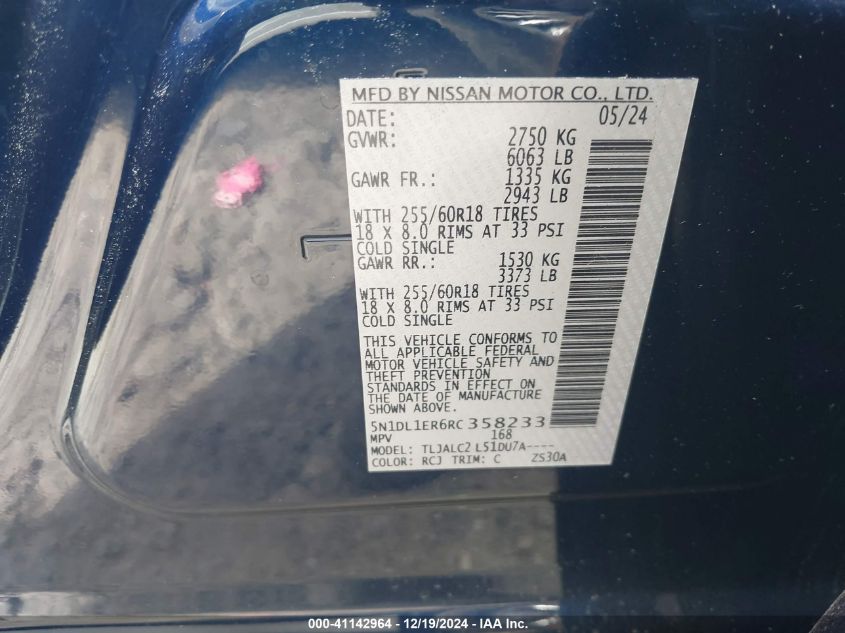 MFD BY NISSAN MOTOR CO., LTD.
DATE: 05/24
GVWR: 2750 KG
6063 LB
GAWR FR.: 1335 KG
2943 LB
WITH 255/60R18 TIRES
18 X 8.0 RIMS AT 33 PSI
COLD SINGLE
GAWR RR.: 1530 KG
3373 LB
WITH 255/60R18 TIRES
18 X 8.0 RIMS AT 33 PSI
COLD SINGLE
THIS VEHICLE CONFORMS TO
ALL APPLICABLE FEDERAL
MOTOR VEHICLE SAFETY AND
THEFT PREVENTION
STANDARDS IN EFFECT ON
THE DATE OF MANUFACTURE
SHOWN ABOVE.
5N1DL1ER6RC358233
MPV 168
MODEL: TLJALC2 L51DU7A----
COLOR: RCJ TRIM: C ZS30A
000-41142964 - 12/19/2024 - IAA Inc.